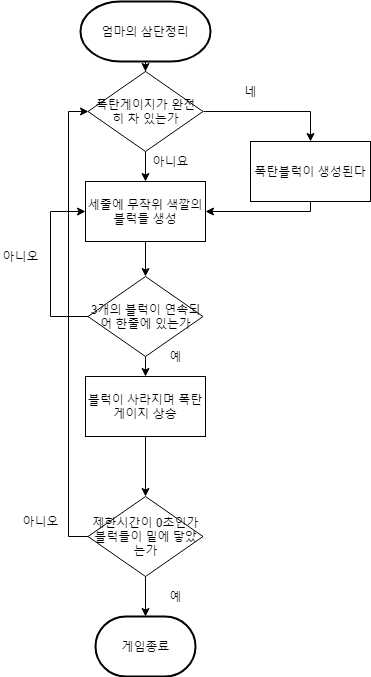 엄마의 삼단정리
폭탄게이지가 완전
히 차 있는가
네
아니요
폭탄블럭이 생성된다
세줄에 무작위 색깔의
블럭들 생성
아니오
3개의 블럭이 연속되
어 한줄에 있는가
예
블럭이 사라지며 폭탄
게이지 상승
아니오
제한시간이 0초인가
블럭들이 밑에 닿았
는가
예
게임종료